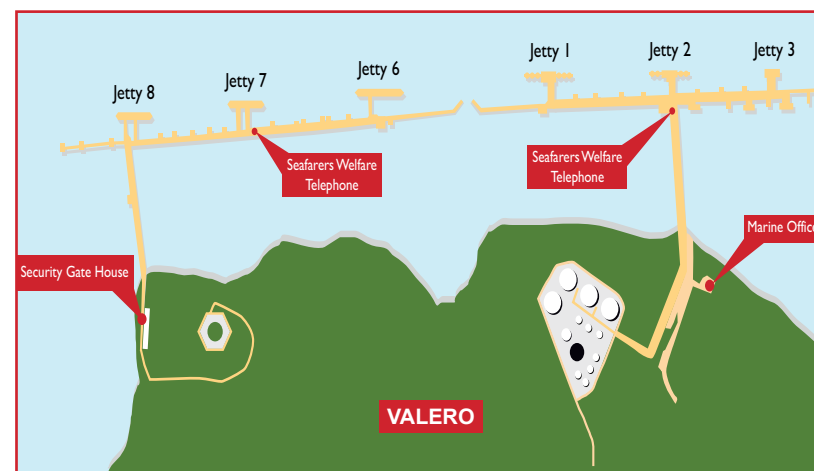 Jetty 1
Jetty 2
Jetty 3
Jetty 6
Jetty 7
Jetty 8
Seafarers Welfare
Telephone
Seafarers Welfare
Telephone
Marine Office
Security Gate House
VALERO